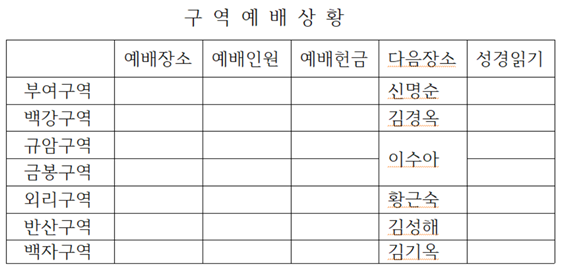 구 역 예 배 상 황
예배장소 예배인원 예배헌금 다음장소 성경읽기
부여구역 신명순
백강구역 김경옥
규암구역
이수아
금봉구역
외리구역 황근숙
반산구역 김성해
백자구역 김기옥